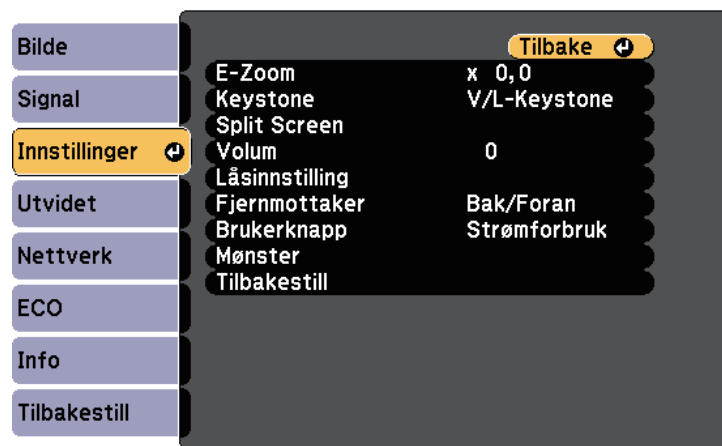 Bilde
Signal
Innstillinger
Utvidet
Nettverk
ECO
Info
Tilbakestill
Tilbake
E-Zoom x 0,0
Keystone V/L-Keystone
Split Screen
Volum 0
Låsinnstilling
Fjernmottaker Bak/Foran
Brukerknapp Strømforbruk
Mønster
Tilbakestill